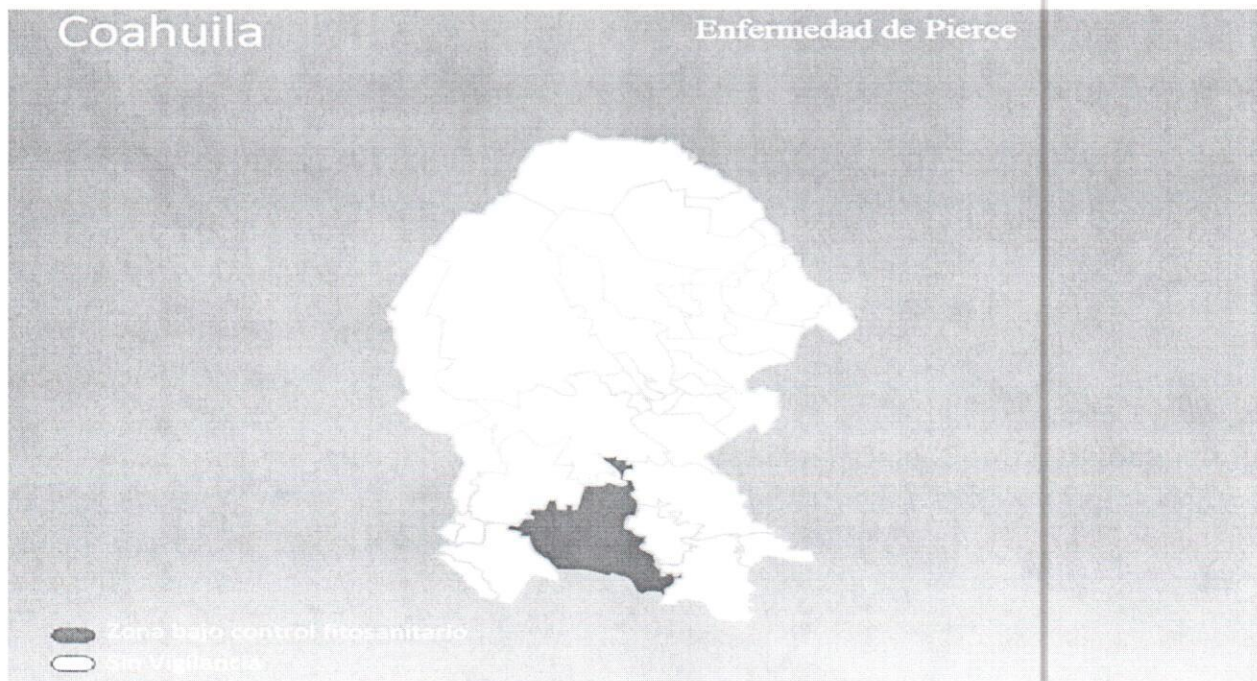 Coahuila
Enfermedad de Pierce
Zona bajo control fitosanitario
Sin Vigilancia